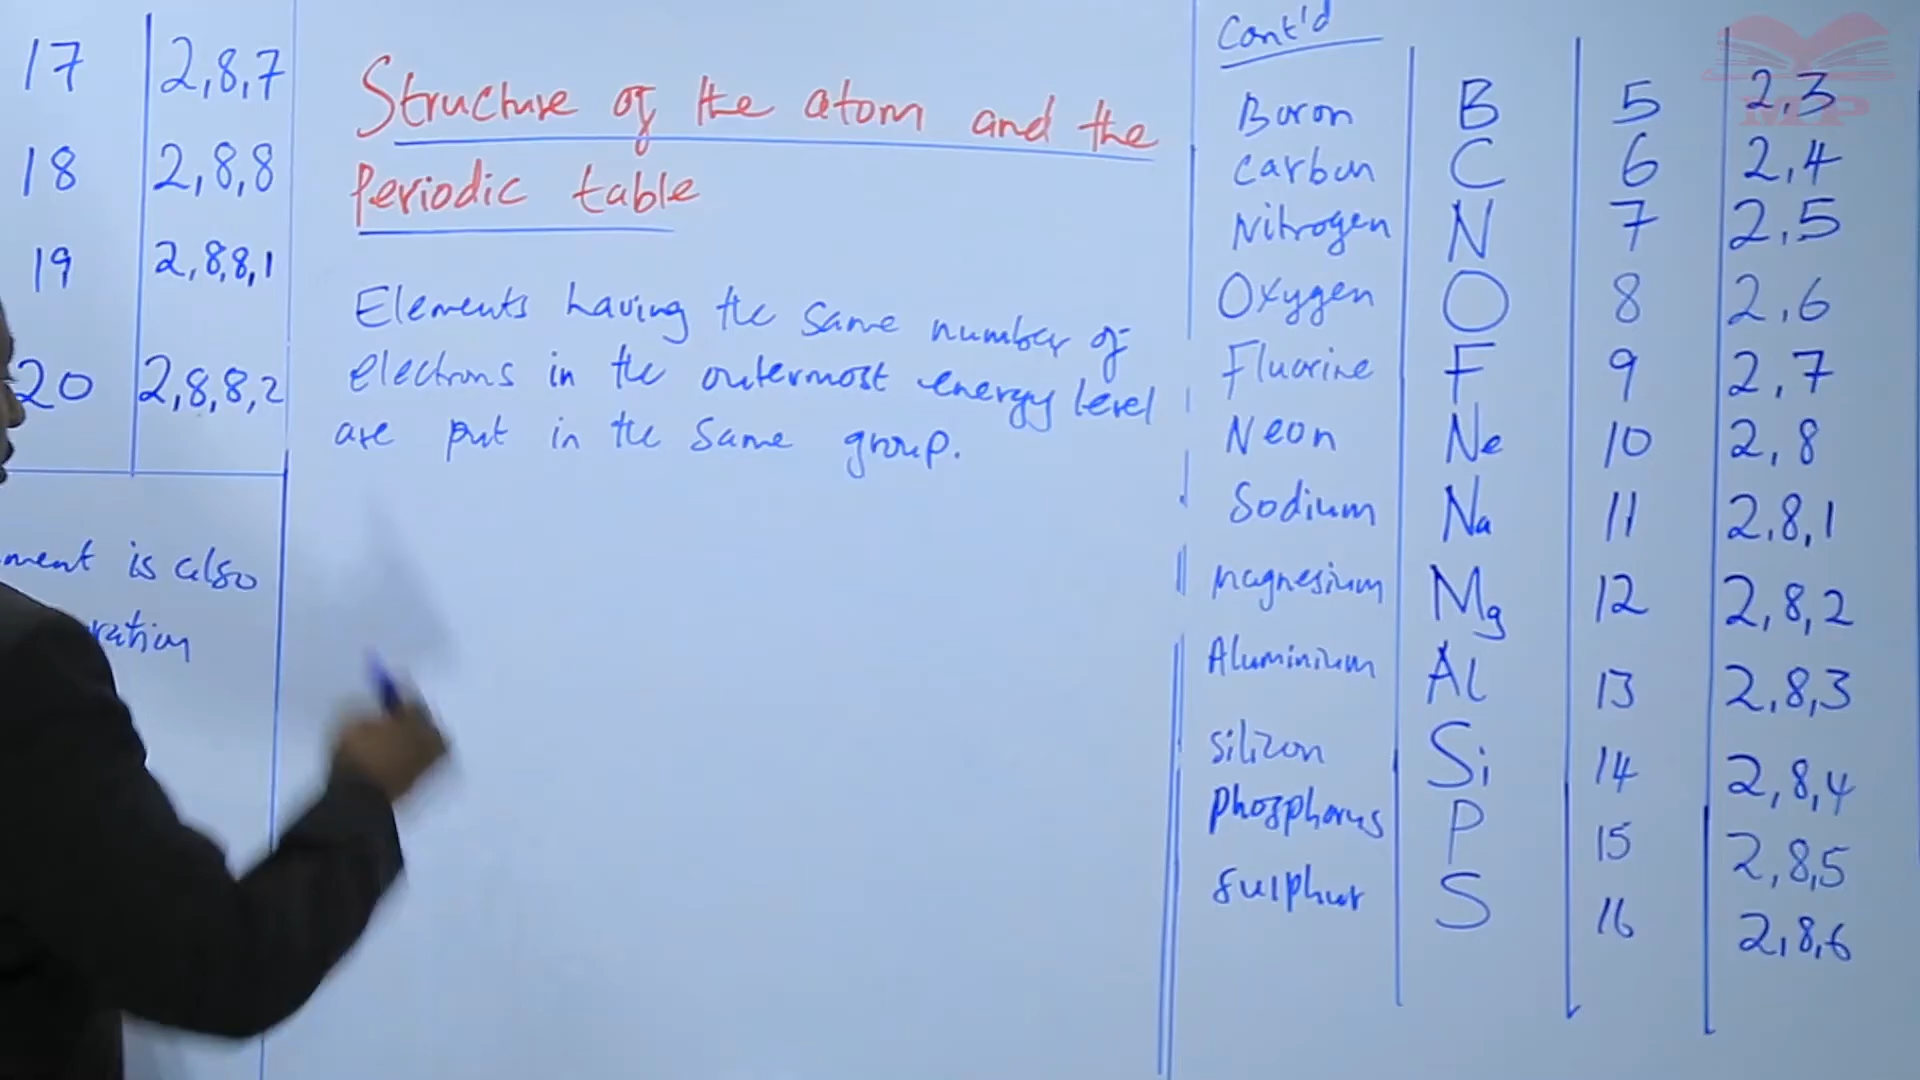 17 2,8,7
18 2,8,8
19 2,8,8,1
20 2,8,8,2
ment is also
ration
Structure of the atom and the
Periodic table
Elements having the same number of
electrons in the outermost energy level
are put in the same group.
Cont'd
Boron B 5 2,3
Carbon C 6 2,4
Nitrogen N 7 2,5
Oxygen O 8 2,6
Fluorine F 9 2,7
Neon Ne 10 2,8
Sodium Na 11 2,8,1
Magnesium Mg 12 2,8,2
Aluminium Al 13 2,8,3
Silicon Si 14 2,8,4
Phosphorus P 15 2,8,5
Sulphur S 16 2,8,6
MP